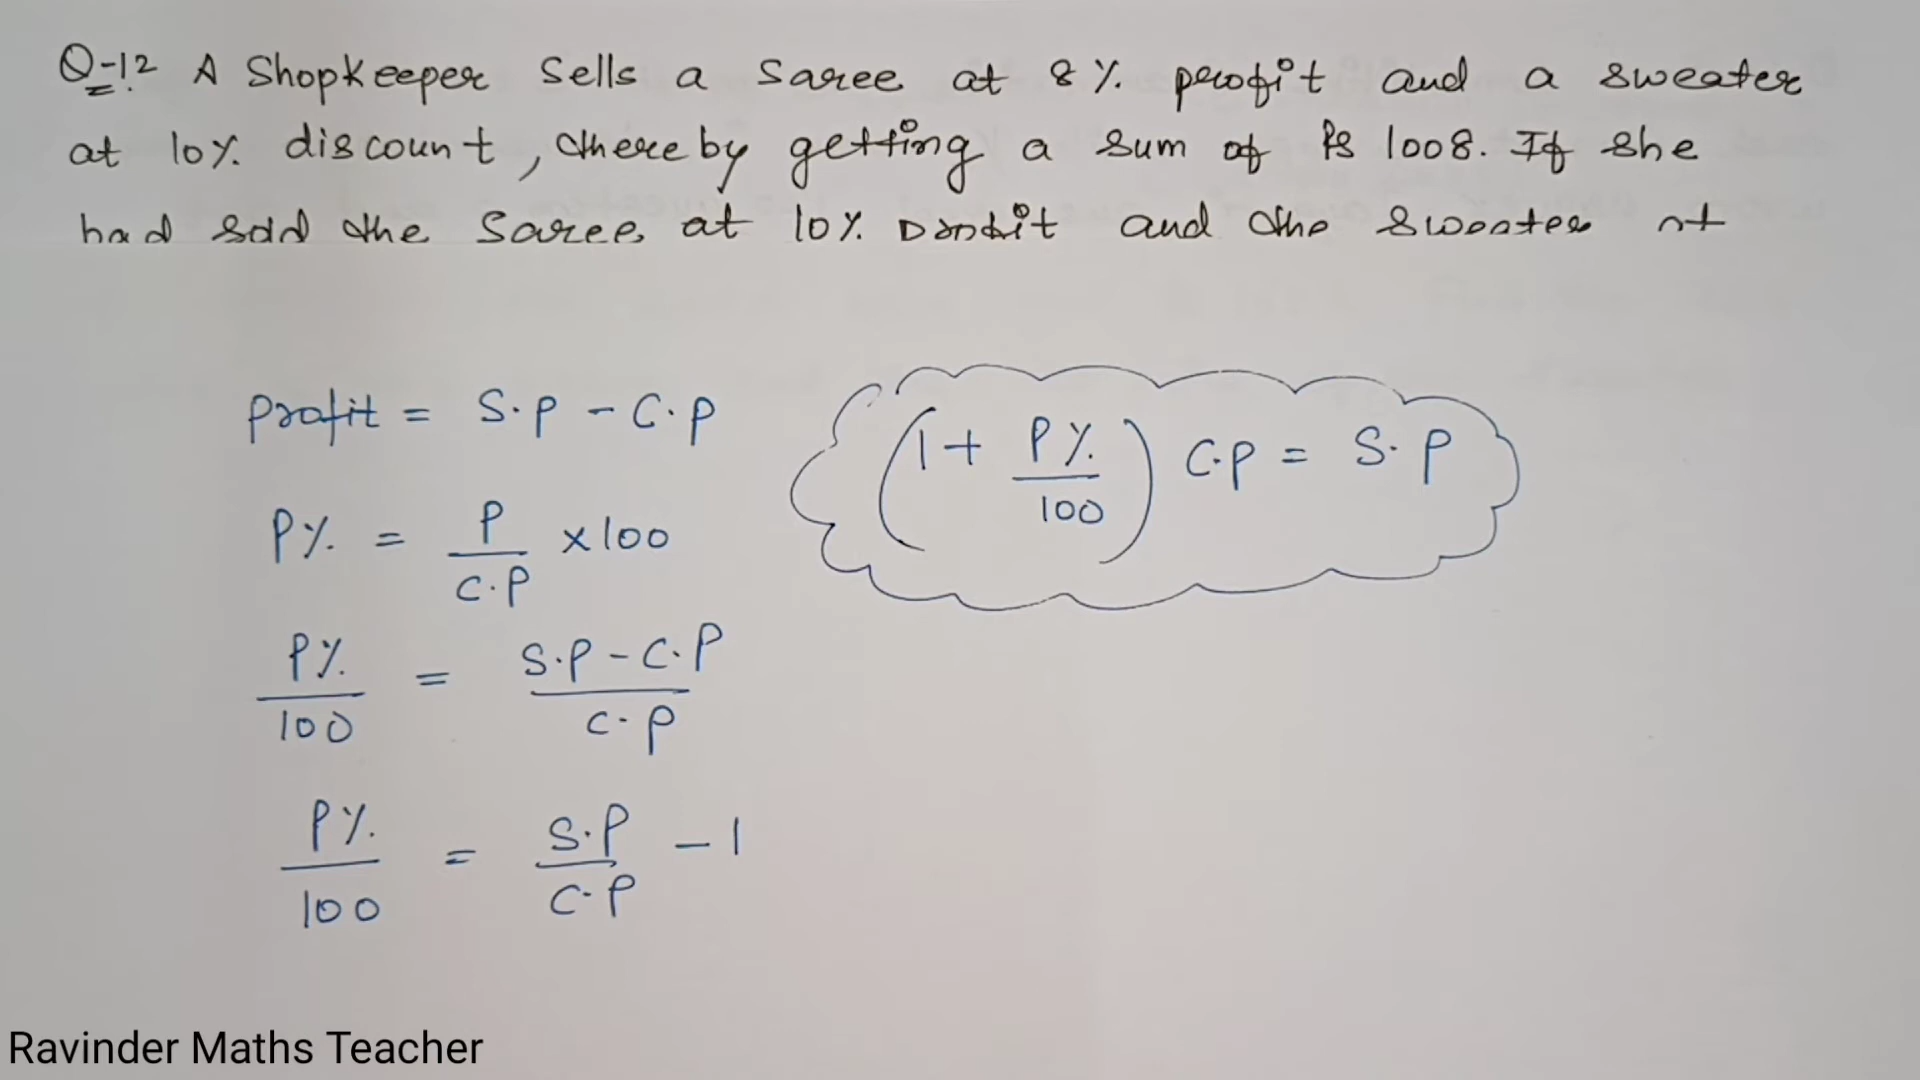 Q-12 A Shopkeeper Sells a Saree at 8% profit and a sweater
at 10% discount, thereby getting a sum of Rs 1008. If she
had sold the Saree at 10% profit and the sweater at
profit = S.P - C.P
(1 + P%/100) C.P = S.P
P% = P/C.P x100
P%/100 = S.P - C.P/C.P
P%/100 = S.P/C.P - 1
Ravinder Maths Teacher